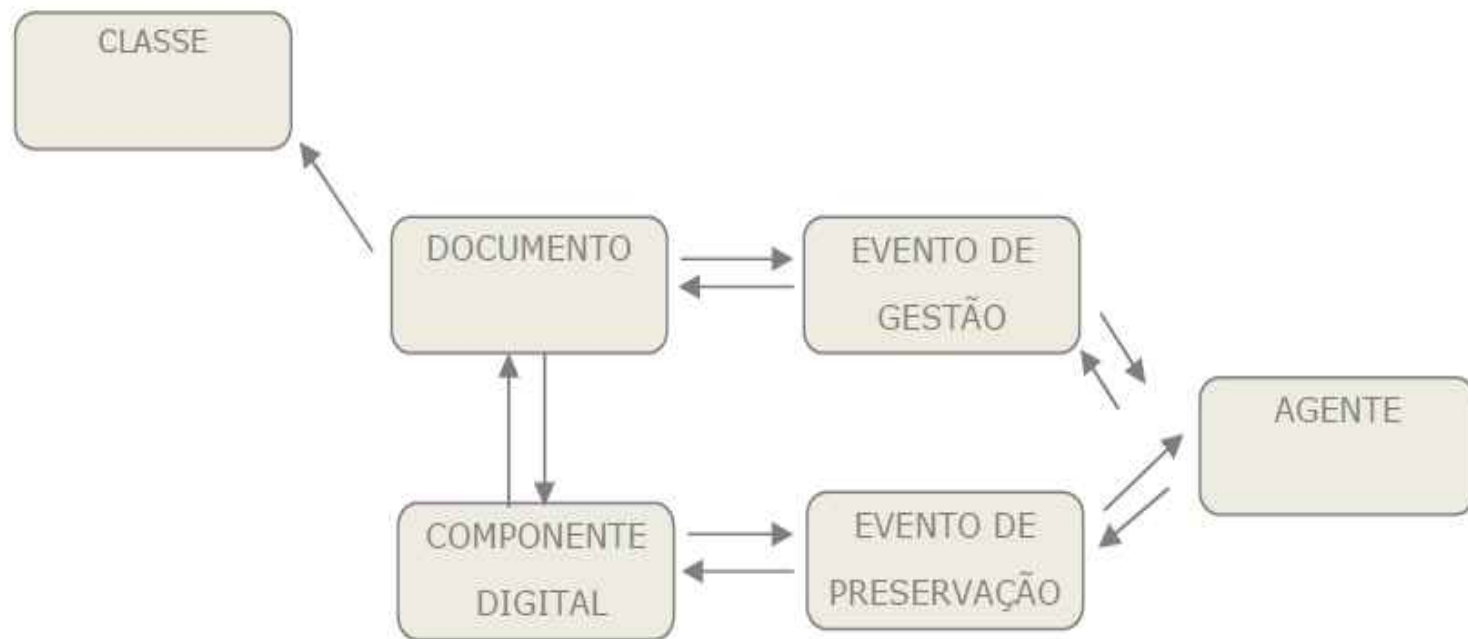 CLASSE
DOCUMENTO
EVENTO DE
GESTÃO
AGENTE
COMPONENTE
DIGITAL
EVENTO DE
PRESERVAÇÃO